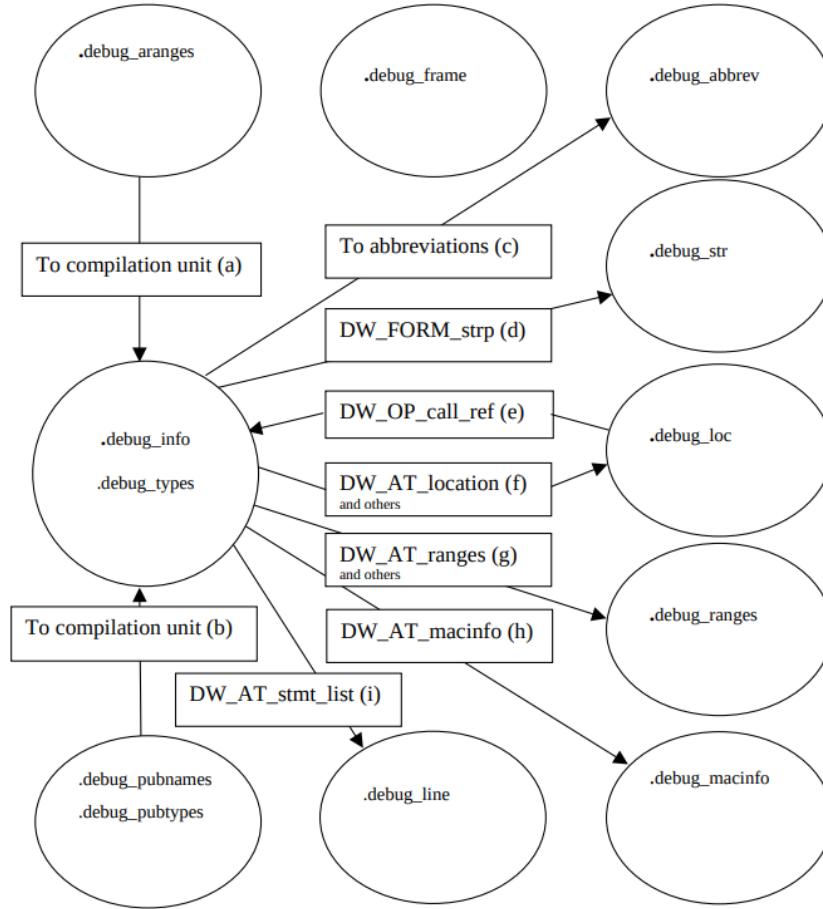 .debug_aranges
.debug_frame
.debug_abbrev
To compilation unit (a)
To abbreviations (c)
.debug_str
DW_FORM_strp (d)
DW_OP_call_ref (e)
.debug_info
.debug_types
.debug_loc
DW_AT_location (f)
and others
DW_AT_ranges (g)
and others
To compilation unit (b)
DW_AT_macinfo (h)
.debug_ranges
DW_AT_stmt_list (i)
.debug_pubnames
.debug_pubtypes
.debug_line
.debug_macinfo